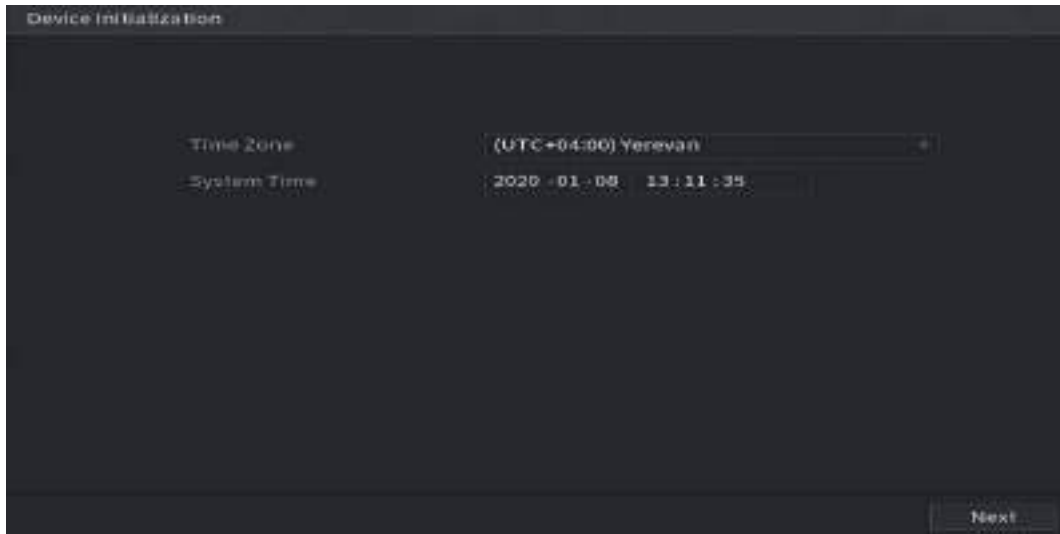 Device Initialization
Time Zone (UTC+04:00) Yerevan
System Time 2020 - 01 - 08 13 : 11 : 35
Next